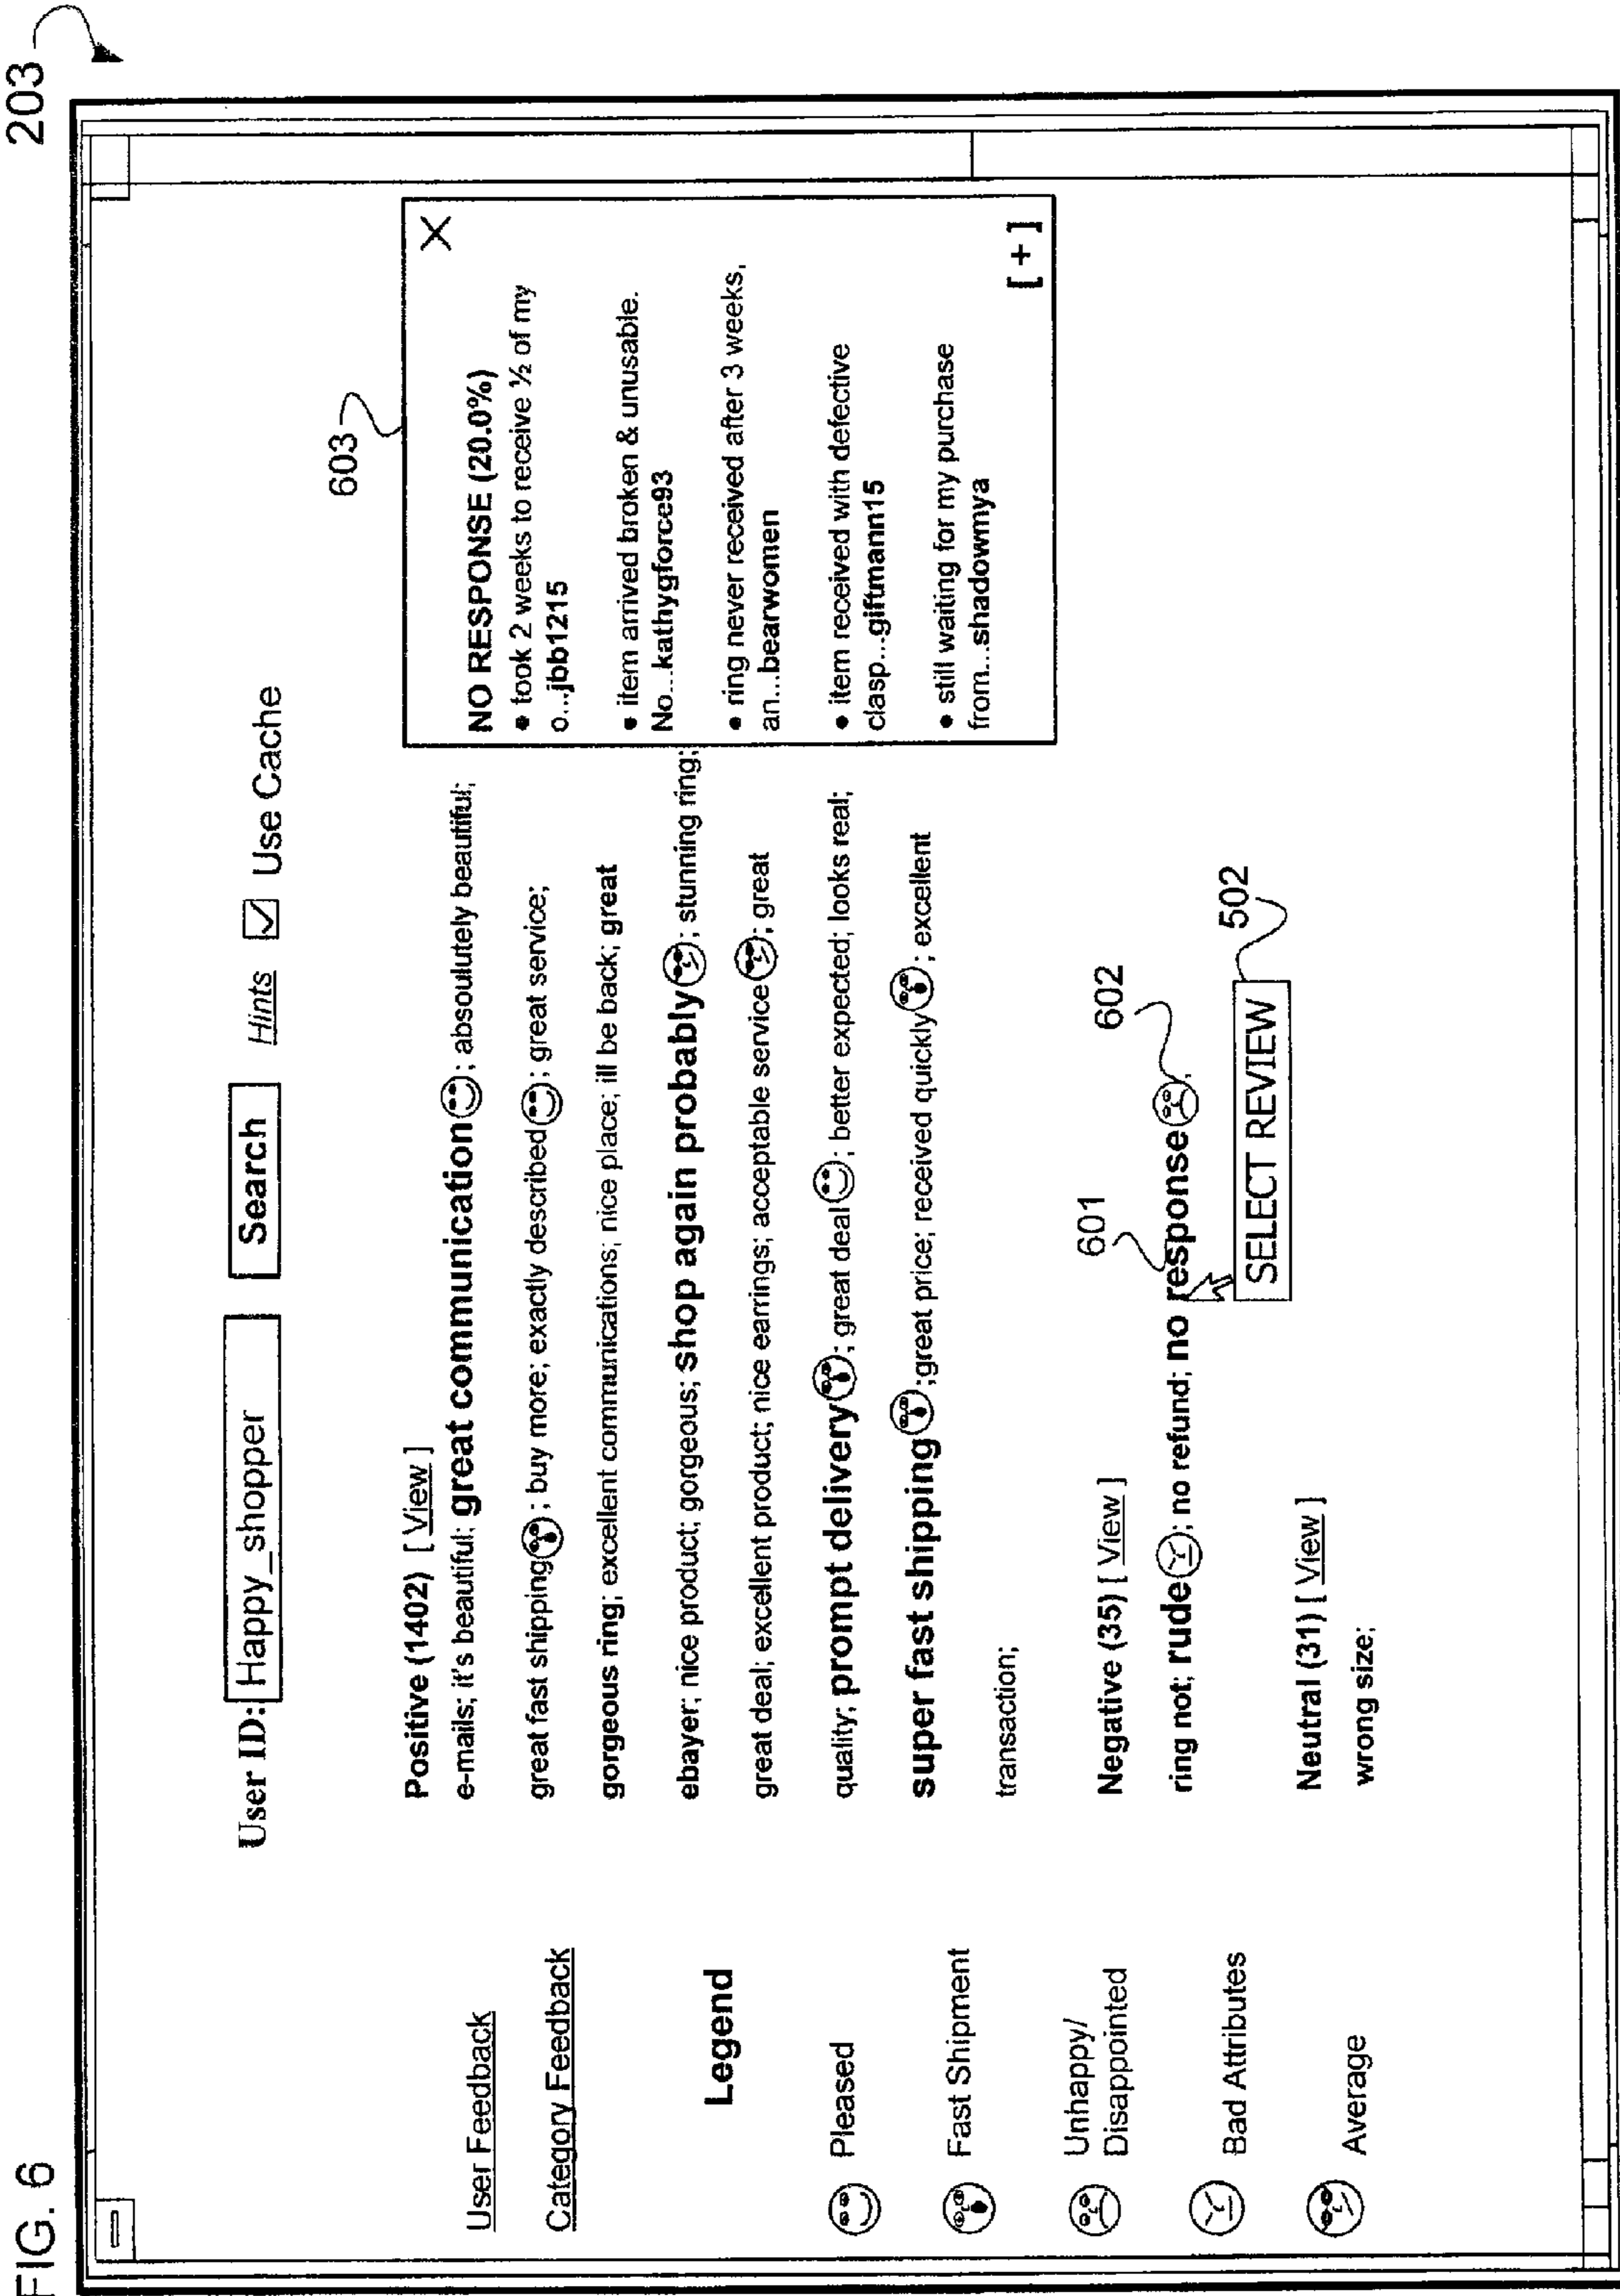 FIG. 6
203
User ID: Happy_shopper Search Hints Use Cache
User Feedback
Category Feedback
Legend
Pleased
Fast Shipment
Unhappy/
Disappointed
Bad Attributes
Average
Positive (1402) [ View ]
e-mails; it's beautiful; great communication; absoulutely beautiful;
great fast shipping; buy more; exactly described; great service;
gorgeous ring; excellent communications; nice place; ill be back; great
ebayer; nice product; gorgeous; shop again probably; stunning ring;
great deal; excellent product; nice earrings; acceptable service; great
quality; prompt delivery; great deal; better expected; looks real;
super fast shipping;great price; received quickly; excellent
transaction;
Negative (35) [ View ]
601
602
ring not; rude; no refund; no response;
SELECT REVIEW
502
Neutral (31) [ View ]
wrong size;
603
X
NO RESPONSE (20.0%)
• took 2 weeks to receive ½ of my
o...jbb1215
• item arrived broken & unusable.
No...kathygforce93
• ring never received after 3 weeks,
an...bearwomen
• item received with defective
clasp...giftmann15
• still waiting for my purchase
from...shadowmya
[ + ]